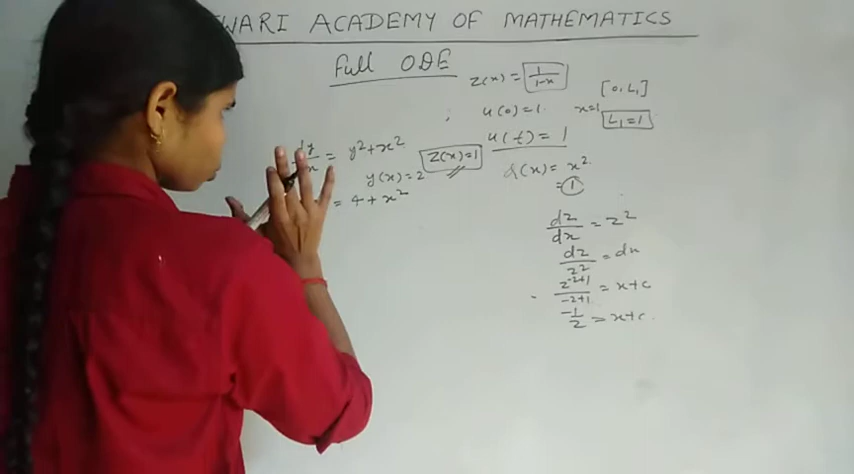 WARI ACADEMY OF MATHEMATICS
Full ODE
z(x) = 1/1-x
[0, L₁]
u(0) = 1
x=1
L₁=1
u(t) = 1
dy = y²+x²
z(x)=1
y(x)=2
= 4+x²
α(x) = x²
= 1
dz/dx = z²
dz/z² = dx
z⁻²⁺¹/-2+1 = x+c
-1/z = x+c